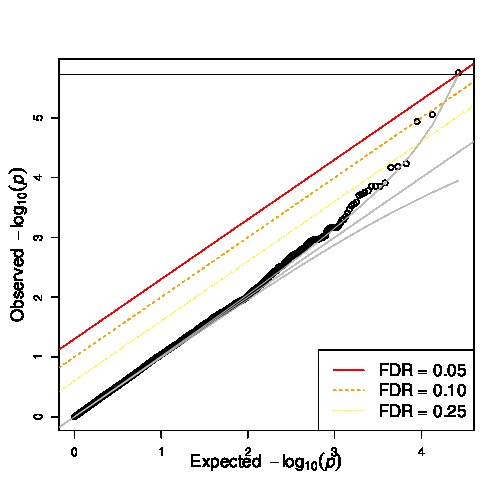 Observed −log10(p)
5
4
3
2
1
0
0 1 2 3 4
Expected −log10(p)
FDR = 0.05
FDR = 0.10
FDR = 0.25